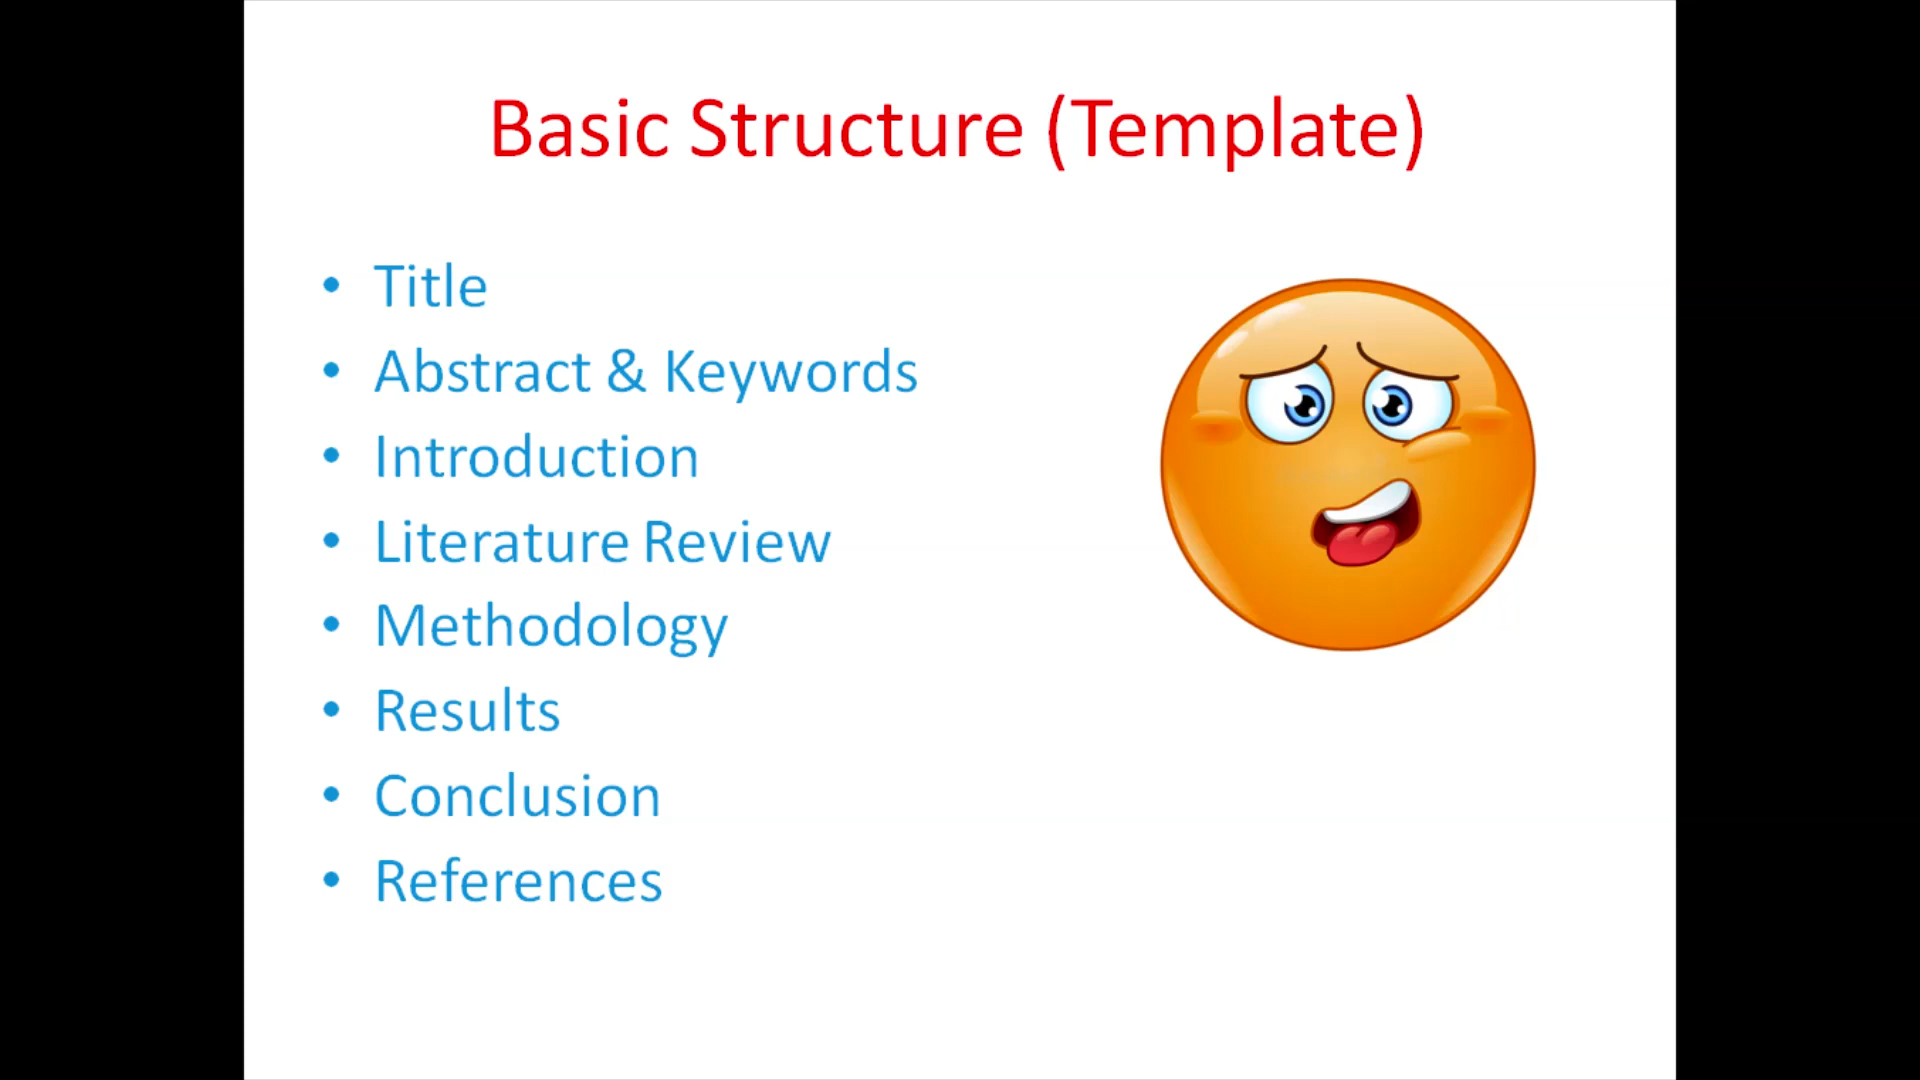 Basic Structure (Template)
• Title
• Abstract & Keywords
• Introduction
• Literature Review
• Methodology
• Results
• Conclusion
• References